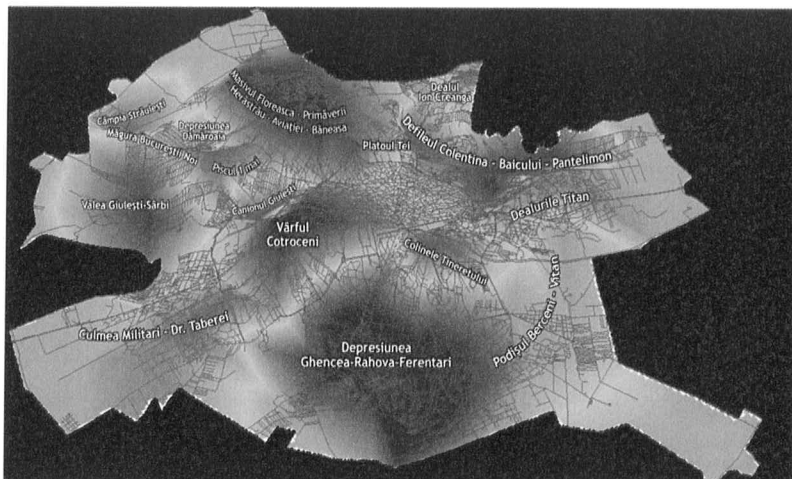 Masivul Floreasca - Primăverii
Herăstrău - Aviației - Băneasa
Dealul
Ion Creangă
Câmpia Străulești
Depresiunea
Dămăroaia
Măgura Bucureștii Noi
Piscul 1 mai
Platoul Tei
Defileul Colentina - Baicului - Pantelimon
Valea Giulești-Sârbi
Canionul Giulești
Dealurile Titan
Vârful
Cotroceni
Colinele Tineretului
Culmea Militari - Dr. Taberei
Depresiunea
Ghencea-Rahova-Ferentari
Podișul Berceni - Vitan